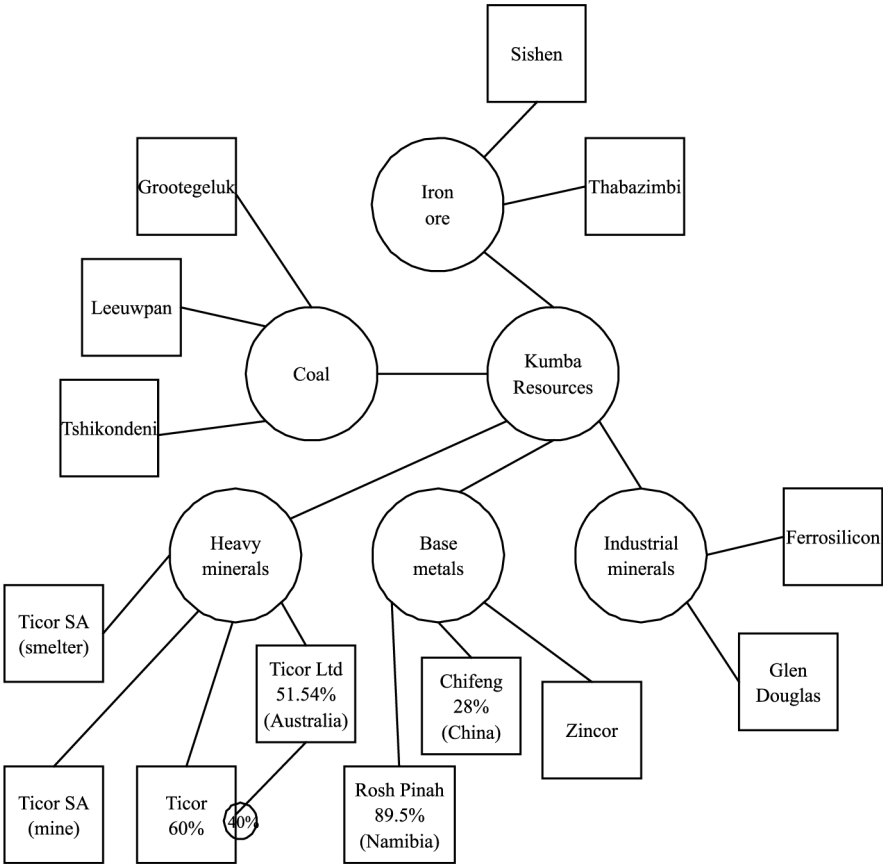 Sishen
Iron
ore
Thabazimbi
Grootegeluk
Leeuwpan
Coal
Kumba
Resources
Tshikondeni
Heavy
minerals
Base
metals
Industrial
minerals
Ferrosilicon
Ticor SA
(smelter)
Ticor Ltd
51.54%
(Australia)
Chifeng
28%
(China)
Zincor
Glen
Douglas
Ticor SA
(mine)
Ticor
60%
40%
Rosh Pinah
89.5%
(Namibia)